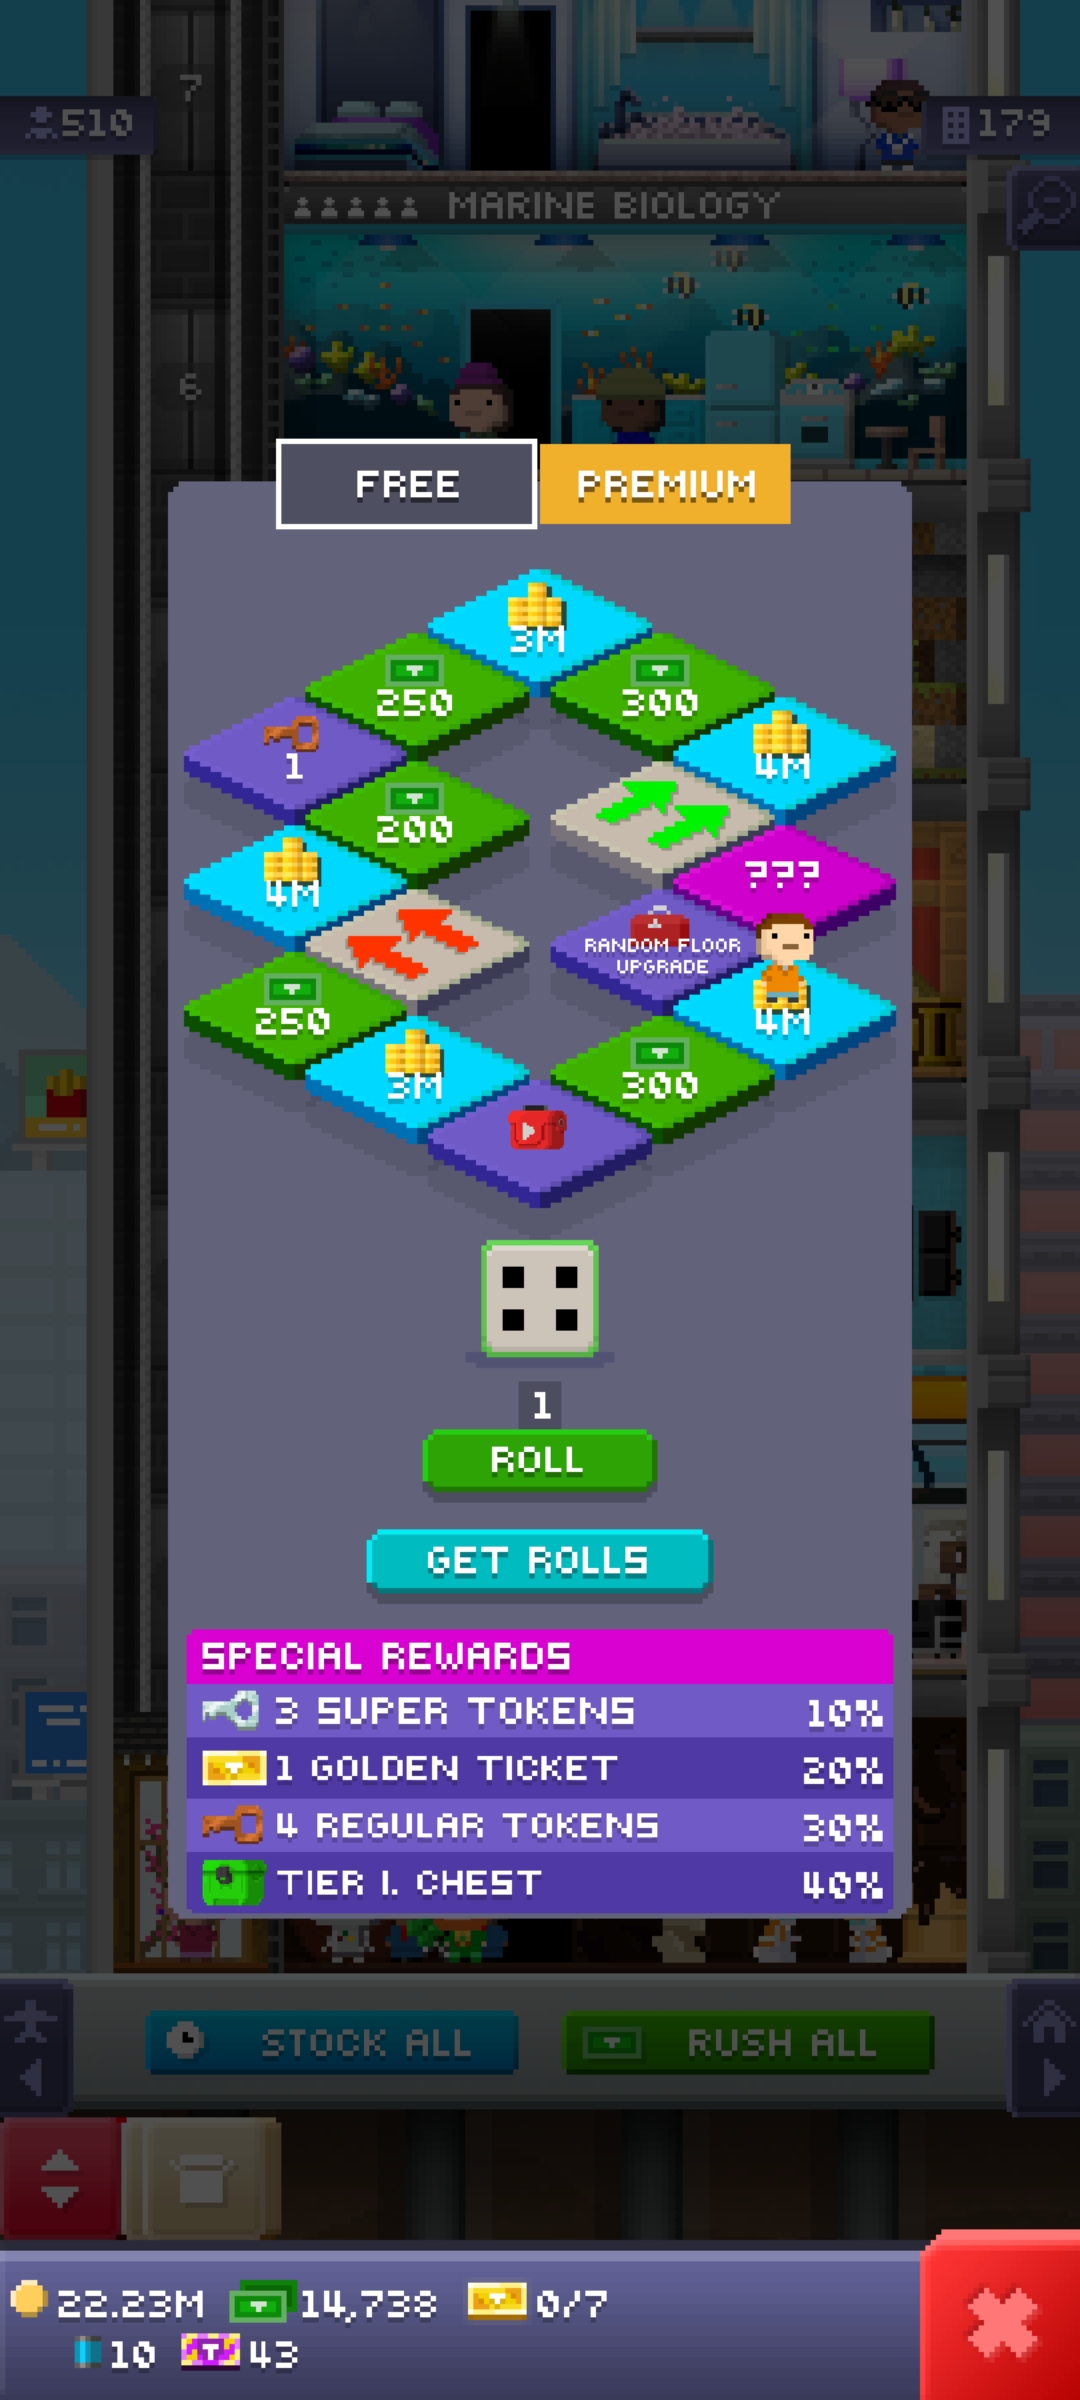 7
510
179
MARINE BIOLOGY
6
FREE
PREMIUM
3M
250
300
1
4M
200
4M
???
RANDOM FLOOR
UPGRADE
250
4M
3M
300
1
ROLL
GET ROLLS
SPECIAL REWARDS
3 SUPER TOKENS 10%
1 GOLDEN TICKET 20%
4 REGULAR TOKENS 30%
TIER 1. CHEST 40%
STOCK ALL
RUSH ALL
22.23M 14,738 0/7
10 43